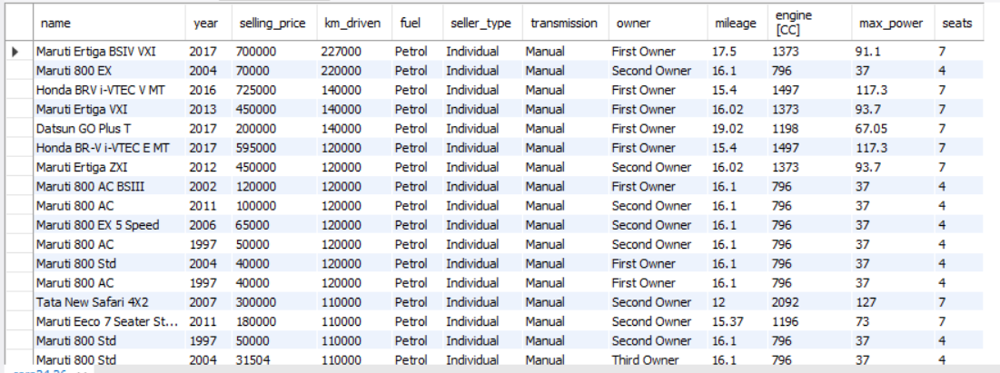 name year selling_price km_driven fuel seller_type transmission owner mileage engine [CC] max_power seats
Maruti Ertiga BSIV VXI 2017 700000 227000 Petrol Individual Manual First Owner 17.5 1373 91.1 7
Maruti 800 EX 2004 70000 220000 Petrol Individual Manual Second Owner 16.1 796 37 4
Honda BRV i-VTEC V MT 2016 725000 140000 Petrol Individual Manual First Owner 15.4 1497 117.3 7
Maruti Ertiga VXI 2013 450000 140000 Petrol Individual Manual First Owner 16.02 1373 93.7 7
Datsun GO Plus T 2017 200000 140000 Petrol Individual Manual First Owner 19.02 1198 67.05 7
Honda BR-V i-VTEC E MT 2017 595000 120000 Petrol Individual Manual First Owner 15.4 1497 117.3 7
Maruti Ertiga ZXI 2012 450000 120000 Petrol Individual Manual Second Owner 16.02 1373 93.7 7
Maruti 800 AC BSIII 2002 120000 120000 Petrol Individual Manual First Owner 16.1 796 37 4
Maruti 800 AC 2011 100000 120000 Petrol Individual Manual Second Owner 16.1 796 37 4
Maruti 800 EX 5 Speed 2006 65000 120000 Petrol Individual Manual Second Owner 16.1 796 37 4
Maruti 800 AC 1997 50000 120000 Petrol Individual Manual Second Owner 16.1 796 37 4
Maruti 800 Std 2004 40000 120000 Petrol Individual Manual First Owner 16.1 796 37 4
Maruti 800 AC 1997 40000 120000 Petrol Individual Manual First Owner 16.1 796 37 4
Tata New Safari 4X2 2007 300000 110000 Petrol Individual Manual Second Owner 12 2092 127 7
Maruti Eeco 7 Seater St... 2011 180000 110000 Petrol Individual Manual Second Owner 15.37 1196 73 7
Maruti 800 Std 1997 50000 110000 Petrol Individual Manual Second Owner 16.1 796 37 4
Maruti 800 Std 2004 31504 110000 Petrol Individual Manual Third Owner 16.1 796 37 4